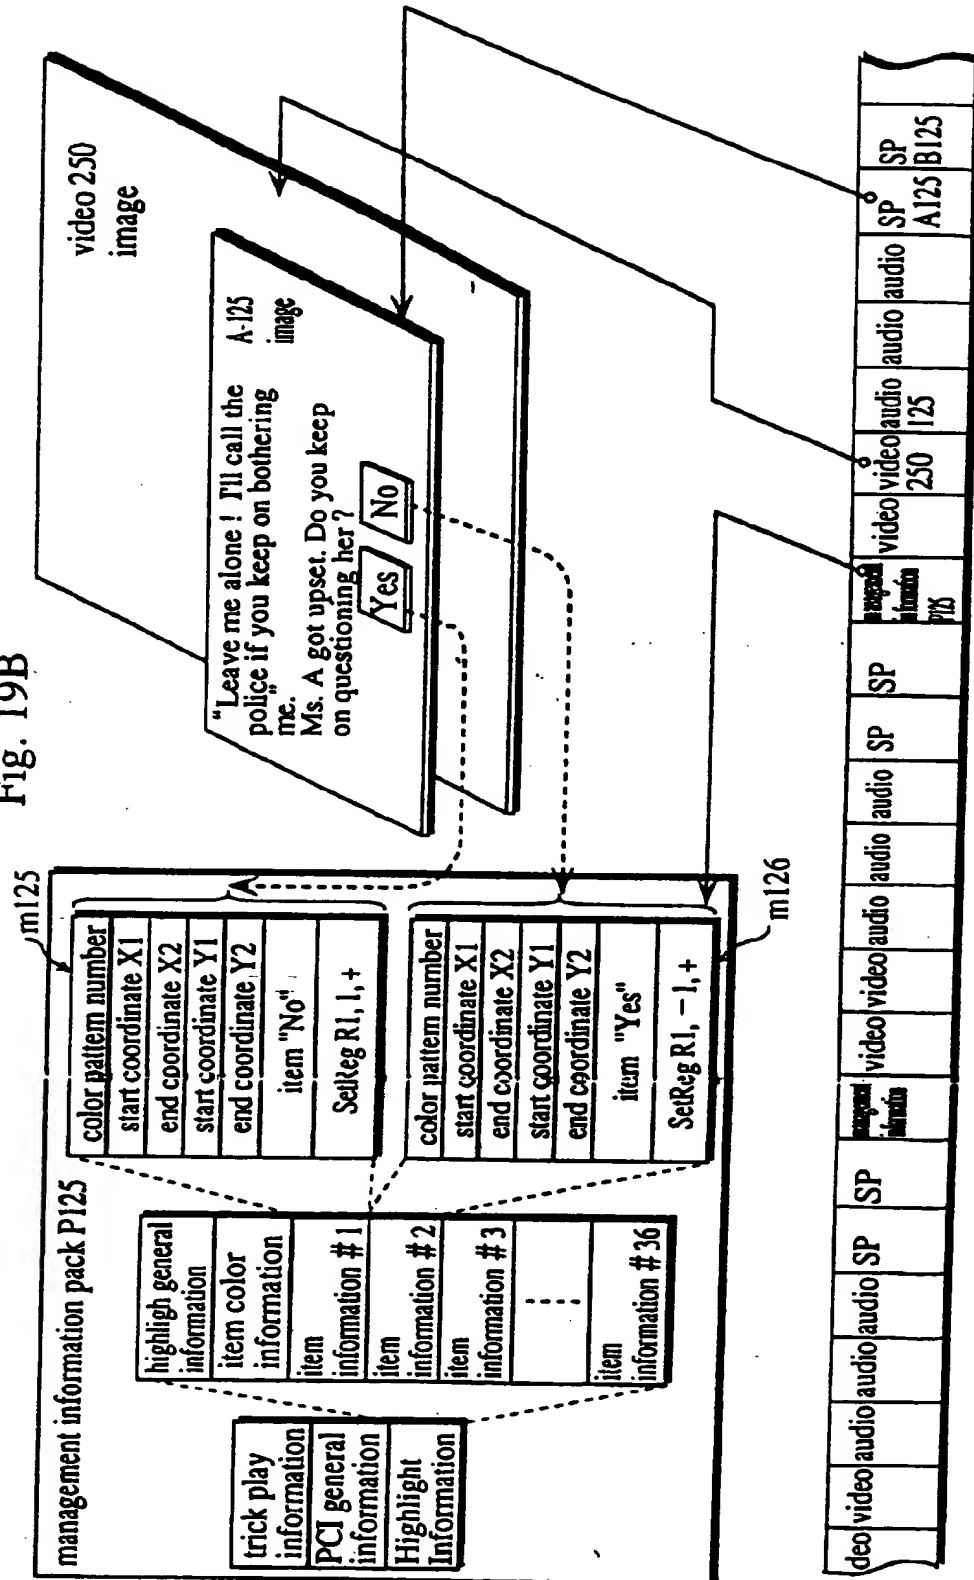 Fig. 19B
management information pack P125
trick play
information
PCI general
information
Highlight
Information
highligh general
information
item color
information
item
information # 1
item
information # 2
item
information # 3
item
information # 36
m125
color pattern number
start coordinate X1
end coordinate X2
start coordinate Y1
end coordinate Y2
item "No"
SetReg R1, 1, +
color pattern number
start coordinate X1
end coordinate X2
start coordinate Y1
end coordinate Y2
item "Yes"
SetReg R1, −1, +
m126
video 250
image
"Leave me alone ! I'll call the
police if you keep on bothering
me."
Ms. A got upset. Do you keep
on questioning her ?
Yes
No
A-125
image
deo
video
audio
audio
audio
SP
SP
management
information
video
video
audio
audio
audio
SP
SP
management
information
P125
video
video
250
audio
125
audio
audio
SP
A125
SP
B125